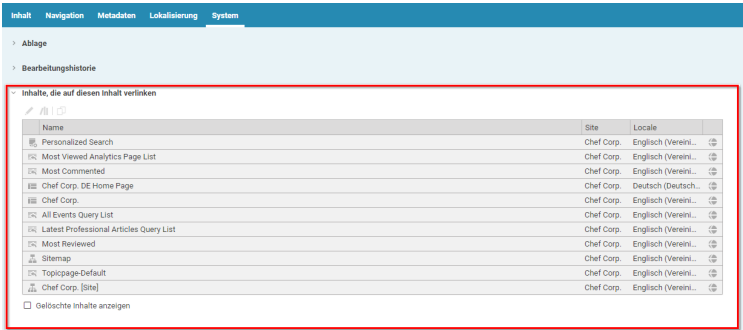 Inhalt Navigation Metadaten Lokalisierung System
Ablage
Bearbeitungshistorie
Inhalte, die auf diesen Inhalt verlinken
Name Site Locale
Personalized Search Chef Corp. Englisch (Vereini...
Most Viewed Analytics Page List Chef Corp. Englisch (Vereini...
Most Commented Chef Corp. Englisch (Vereini...
Chef Corp. DE Home Page Chef Corp. Deutsch (Deutsch...
Chef Corp. Chef Corp. Englisch (Vereini...
All Events Query List Chef Corp. Englisch (Vereini...
Latest Professional Articles Query List Chef Corp. Englisch (Vereini...
Most Reviewed Chef Corp. Englisch (Vereini...
Sitemap Chef Corp. Englisch (Vereini...
Topicpage-Default Chef Corp. Englisch (Vereini...
Chef Corp. [Site] Chef Corp. Englisch (Vereini...
Gelöschte Inhalte anzeigen